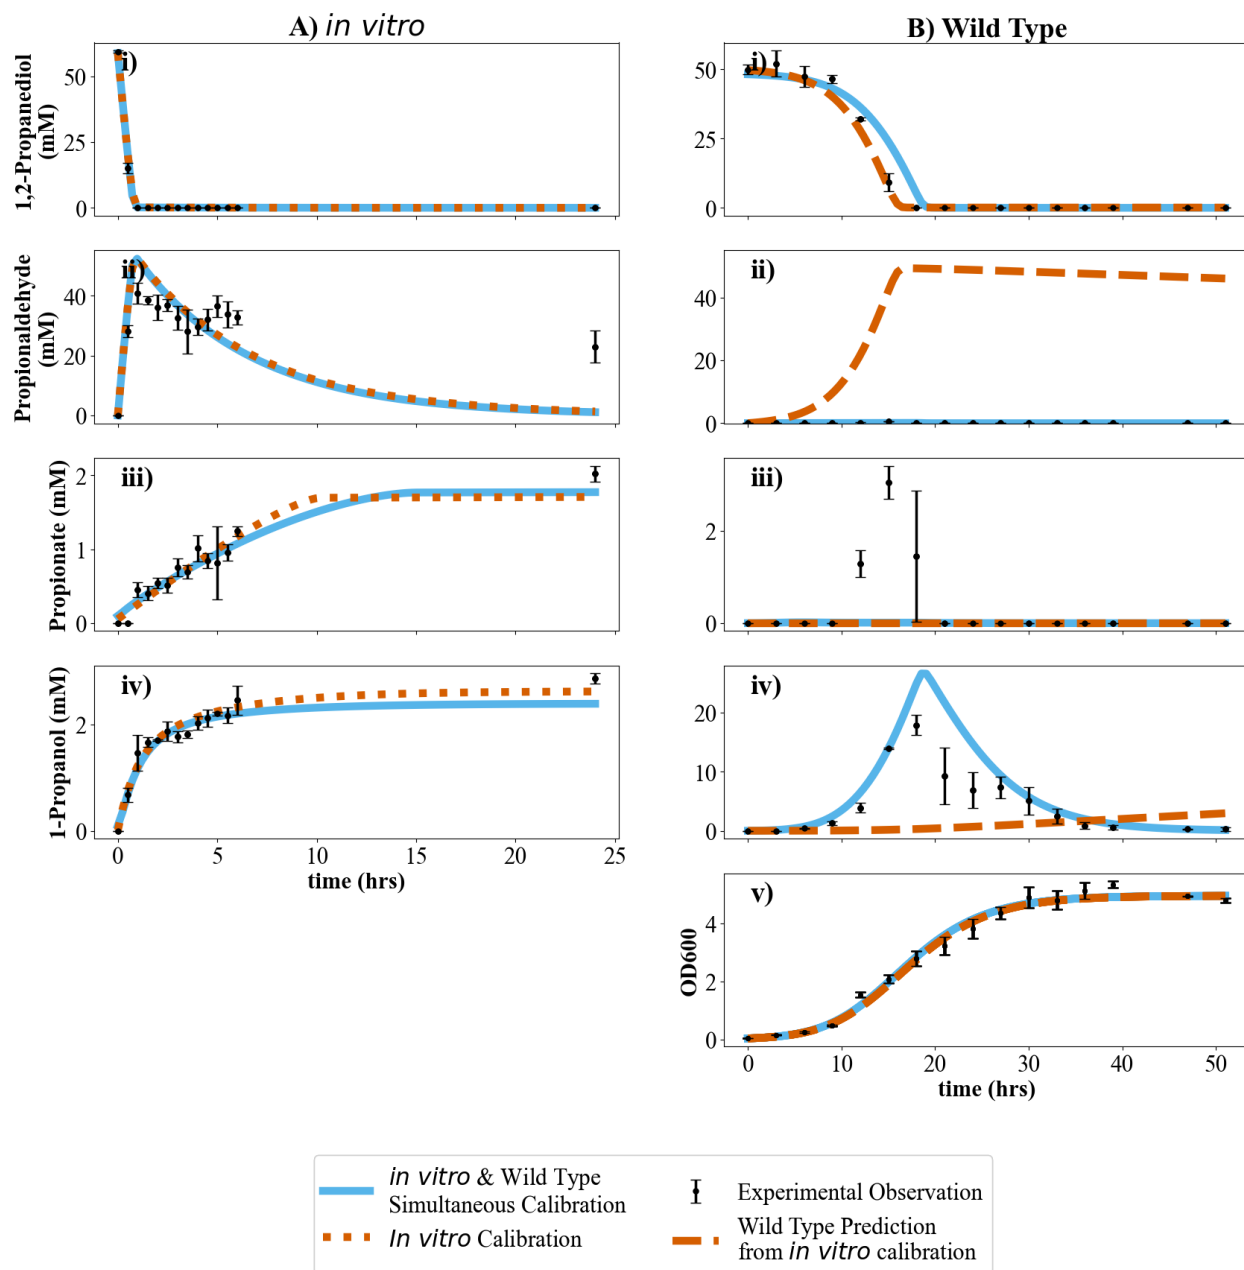 A) in vitro
B) Wild Type
i)
50
25
0
1,2-Propanediol
(mM)
i)
50
25
0
ii)
40
20
0
Propionaldehyde
(mM)
ii)
40
20
0
iii)
2
1
0
Propionate (mM)
iii)
2
0
iv)
2
0
1-Propanol (mM)
0
5
10
15
20
25
time (hrs)
iv)
20
10
0
v)
4
2
0
OD600
0
10
20
30
40
50
time (hrs)
in vitro & Wild Type
Simultaneous Calibration
In vitro Calibration
Experimental Observation
Wild Type Prediction
from in vitro calibration